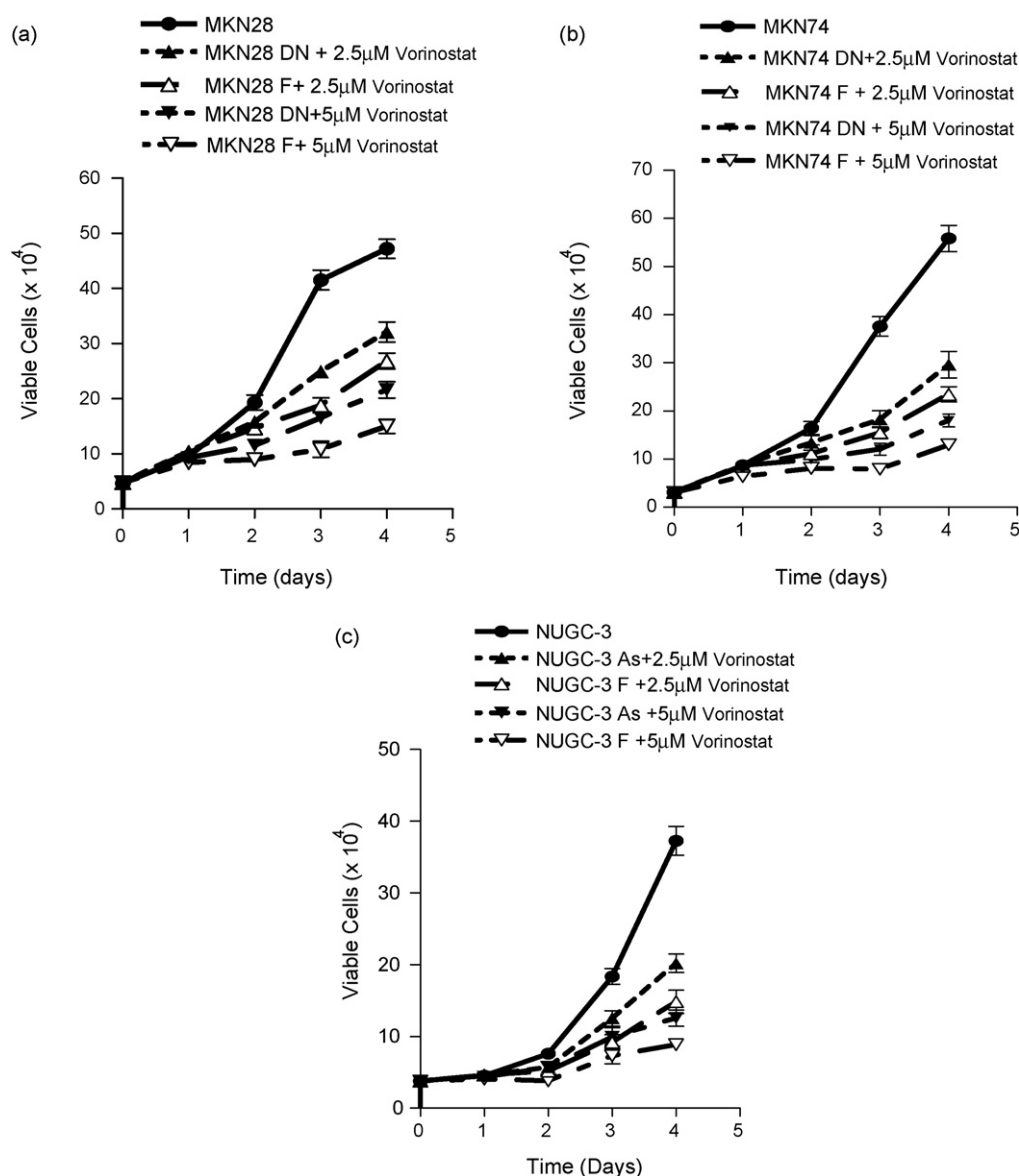 (a)
MKN28
MKN28 DN + 2.5µM Vorinostat
MKN28 F+ 2.5µM Vorinostat
MKN28 DN+5µM Vorinostat
MKN28 F+ 5µM Vorinostat
60
50
40
30
20
10
0
Viable Cells (x 10⁴)
0 1 2 3 4 5
Time (days)
(b)
MKN74
MKN74 DN+2.5µM Vorinostat
MKN74 F + 2.5µM Vorinostat
MKN74 DN + 5µM Vorinostat
MKN74 F + 5µM Vorinostat
70
60
50
40
30
20
10
0
Viable Cells (x 10⁴)
0 1 2 3 4 5
Time (days)
(c)
NUGC-3
NUGC-3 As+2.5µM Vorinostat
NUGC-3 F +2.5µM Vorinostat
NUGC-3 As +5µM Vorinostat
NUGC-3 F +5µM Vorinostat
50
40
30
20
10
0
Viable Cells (x 10⁴)
0 1 2 3 4 5
Time (Days)